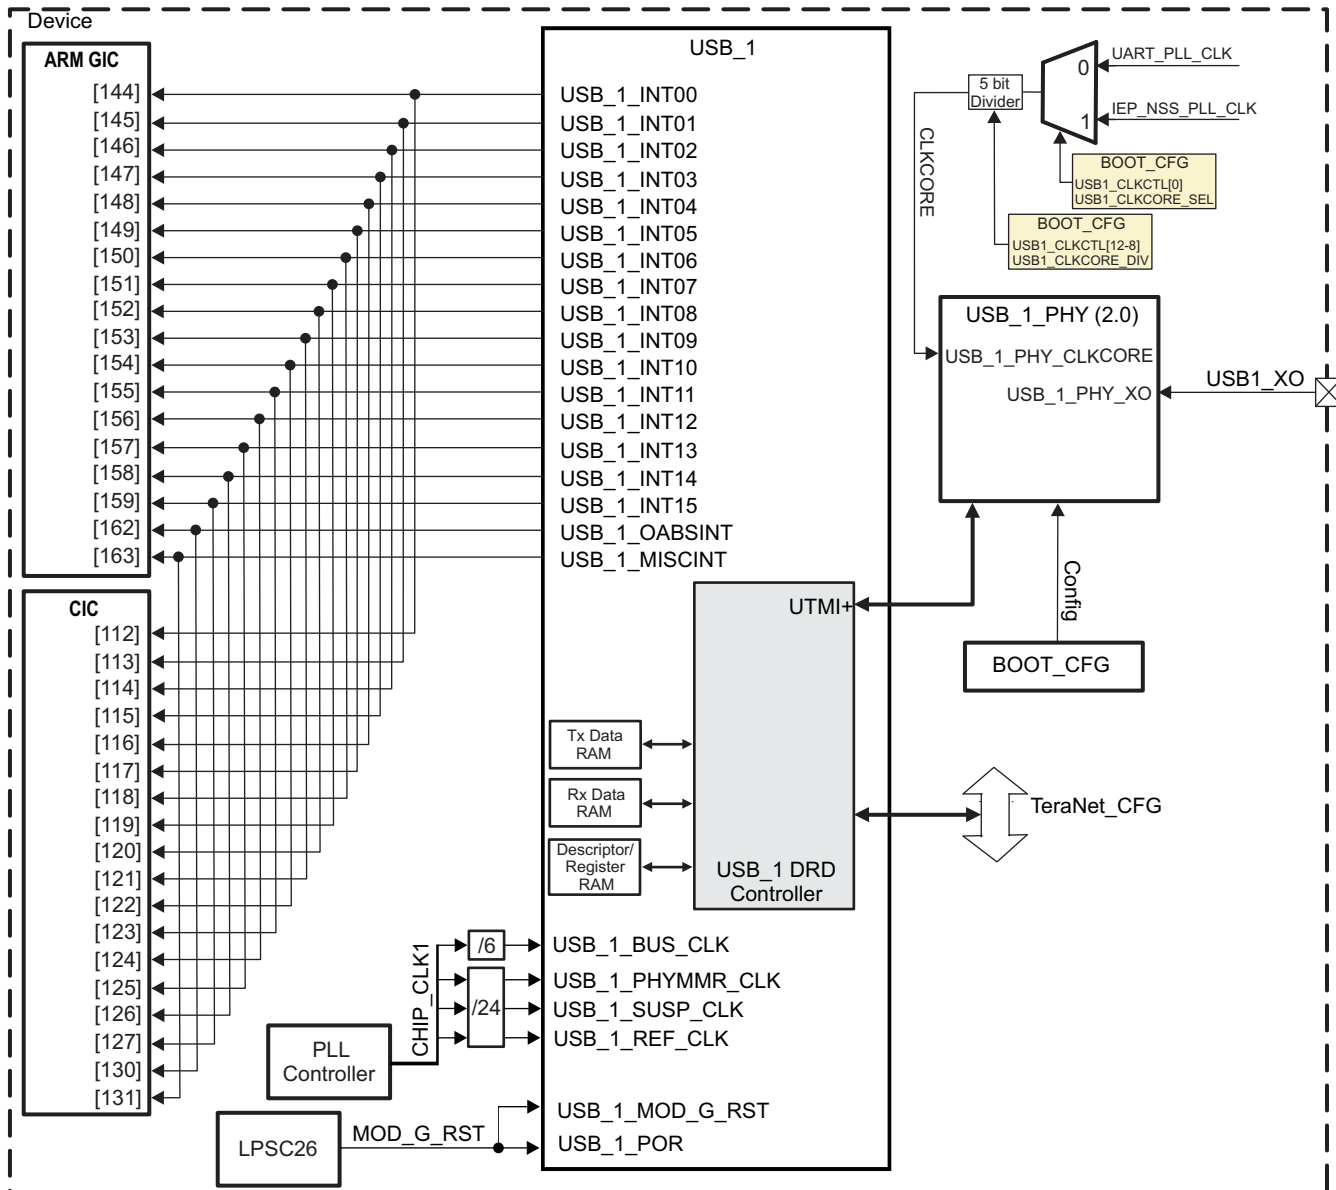 Device
ARM GIC
[144]
[145]
[146]
[147]
[148]
[149]
[150]
[151]
[152]
[153]
[154]
[155]
[156]
[157]
[158]
[159]
[162]
[163]
CIC
[112]
[113]
[114]
[115]
[116]
[117]
[118]
[119]
[120]
[121]
[122]
[123]
[124]
[125]
[126]
[127]
[130]
[131]
USB_1
USB_1_INT00
USB_1_INT01
USB_1_INT02
USB_1_INT03
USB_1_INT04
USB_1_INT05
USB_1_INT06
USB_1_INT07
USB_1_INT08
USB_1_INT09
USB_1_INT10
USB_1_INT11
USB_1_INT12
USB_1_INT13
USB_1_INT14
USB_1_INT15
USB_1_OABSINT
USB_1_MISCINT
UTMI+
Tx Data
RAM
Rx Data
RAM
Descriptor/
Register
RAM
USB_1 DRD
Controller
USB_1_BUS_CLK
USB_1_PHYMMR_CLK
USB_1_SUSP_CLK
USB_1_REF_CLK
USB_1_MOD_G_RST
USB_1_POR
/6
/24
CHIP_CLK1
PLL
Controller
LPSC26
MOD_G_RST
5 bit
Divider
0
1
UART_PLL_CLK
IEP_NSS_PLL_CLK
BOOT_CFG
USB1_CLKCTL[0]
USB1_CLKCORE_SEL
BOOT_CFG
USB1_CLKCTL[12-8]
USB1_CLKCORE_DIV
CLKCORE
USB_1_PHY (2.0)
USB_1_PHY_CLKCORE
USB_1_PHY_XO
USB1_XO
Config
BOOT_CFG
TeraNet_CFG